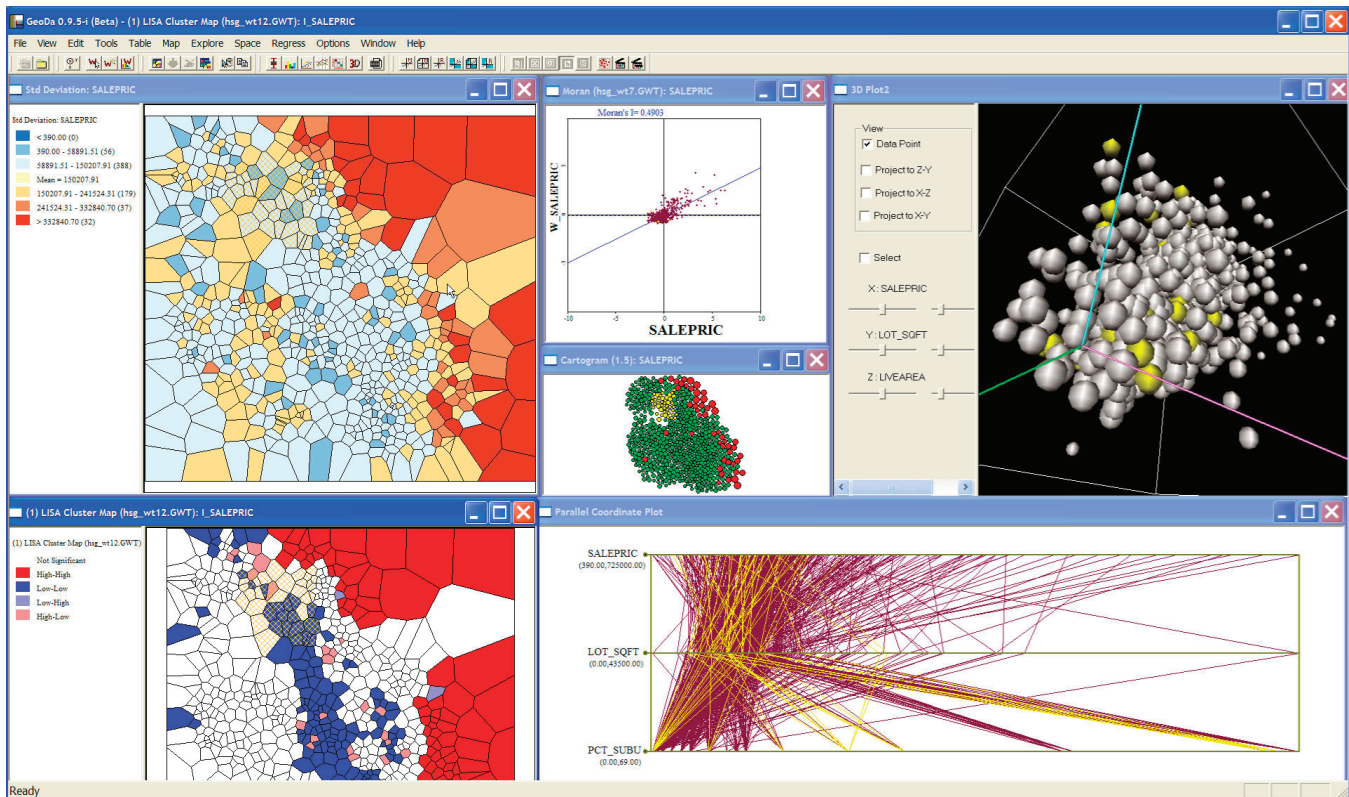 GeoDa 0.9.5-i (Beta) - (1) LISA Cluster Map (hsg_wt12.GWT): I_SALEPRIC
File View Edit Tools Table Map Explore Space Regress Options Window Help
3D
Std Deviation: SALEPRIC
Std Deviation: SALEPRIC
< 390.00 (0)
390.00 - 58891.51 (56)
58891.51 - 150207.91 (388)
Mean = 150207.91
150207.91 - 241524.31 (179)
241524.31 - 332840.70 (37)
> 332840.70 (32)
Moran (hsg_wt7.GWT): SALEPRIC
Moran's I= 0.4903
W_SALEPRIC
-10 -5 0 5 10
SALEPRIC
Cartogram (1.5): SALEPRIC
3D Plot2
View
Data Point
Project to Z-Y
Project to X-Z
Project to X-Y
Select
X : SALEPRIC
Y : LOT_SQFT
Z : LIVEAREA
(1) LISA Cluster Map (hsg_wt12.GWT): I_SALEPRIC
(1) LISA Cluster Map (hsg_wt12.GWT)
Not Significant
High-High
Low-Low
Low-High
High-Low
Parallel Coordinate Plot
SALEPRIC
(390.00,725000.00)
LOT_SQFT
(0.00,43500.00)
PCT_SUBU
(0.00,69.00)
Ready